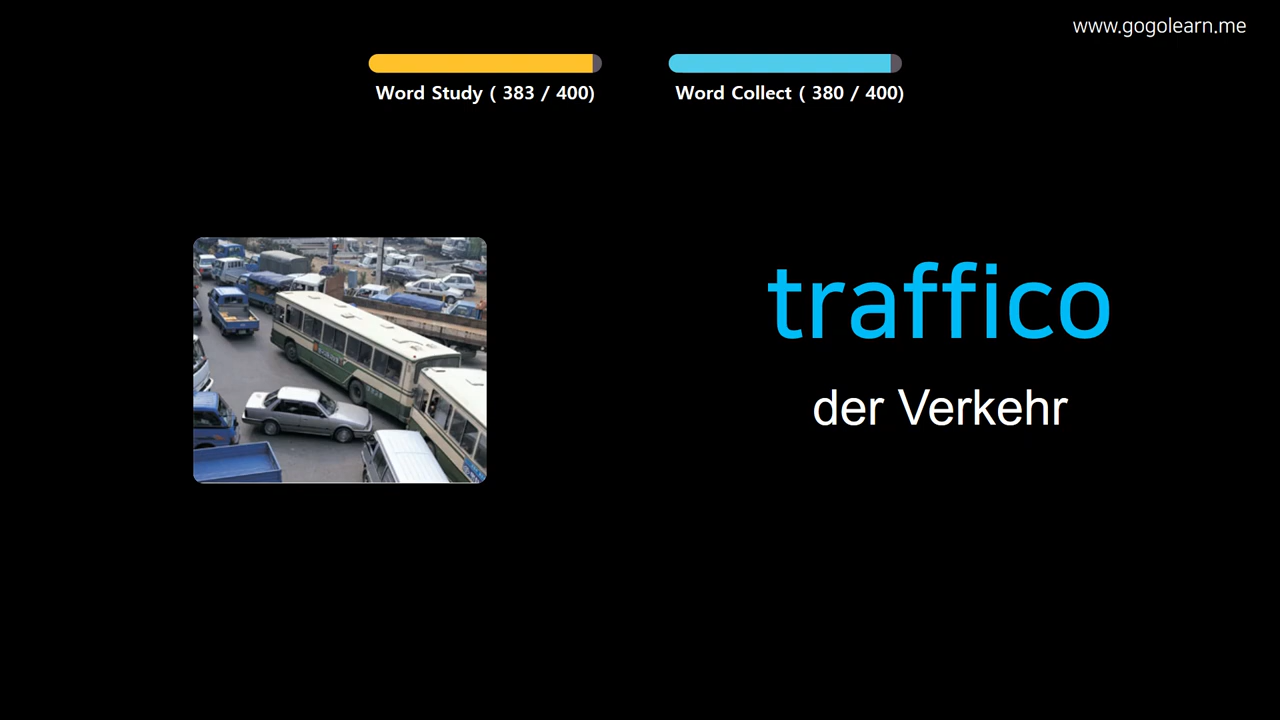 www.gogolearn.me
Word Study ( 383 / 400)
Word Collect ( 380 / 400)
traffico
der Verkehr